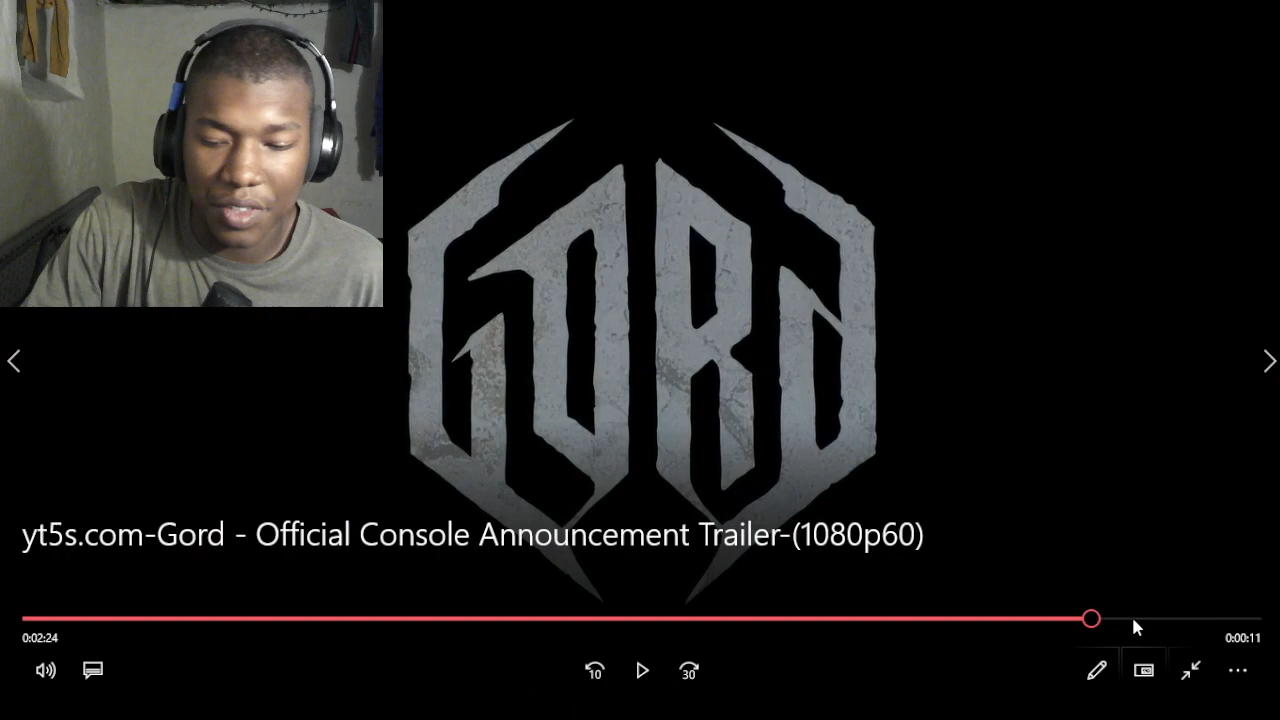 GORD
yt5s.com-Gord - Official Console Announcement Trailer-(1080p60)
0:02:24
0:00:11
10
30